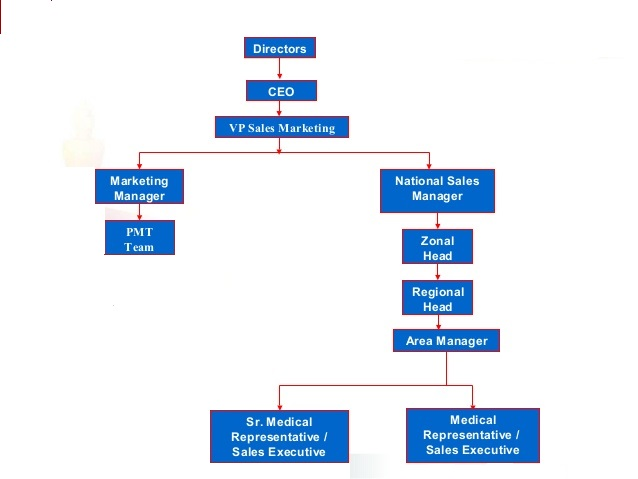 Directors
CEO
VP Sales Marketing
Marketing
Manager
National Sales
Manager
PMT
Team
Zonal
Head
Regional
Head
Area Manager
Sr. Medical
Representative /
Sales Executive
Medical
Representative /
Sales Executive